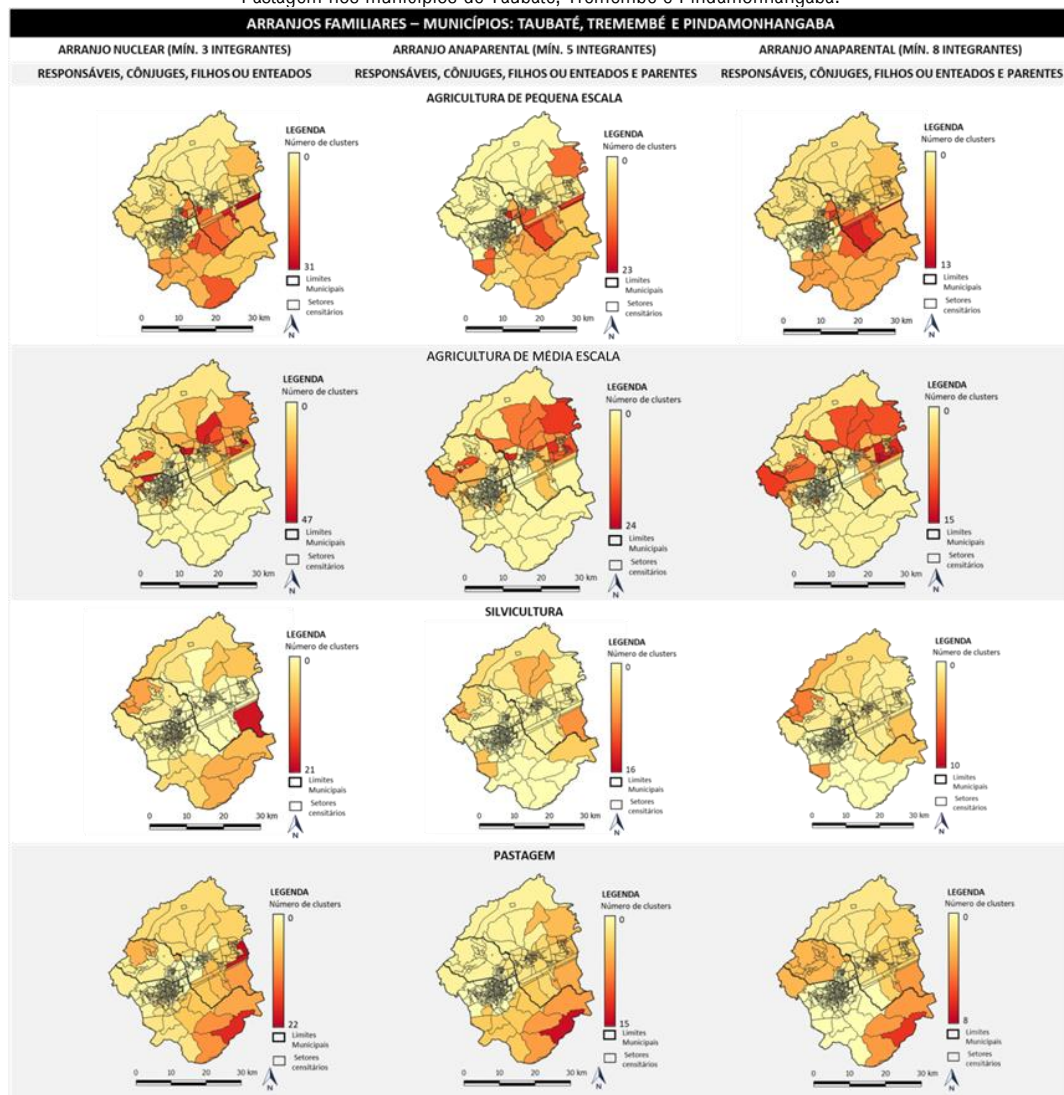 Pastagem nos municípios de Taubaté, Tremembé e Pindamonhangaba.
ARRANJOS FAMILIARES – MUNICÍPIOS: TAUBATÉ, TREMEMBÉ E PINDAMONHANGABA
ARRANJO NUCLEAR (MÍN. 3 INTEGRANTES) ARRANJO ANAPARENTAL (MÍN. 5 INTEGRANTES) ARRANJO ANAPARENTAL (MÍN. 8 INTEGRANTES)
RESPONSÁVEIS, CÔNJUGES, FILHOS OU ENTEADOS RESPONSÁVEIS, CÔNJUGES, FILHOS OU ENTEADOS E PARENTES RESPONSÁVEIS, CÔNJUGES, FILHOS OU ENTEADOS E PARENTES
AGRICULTURA DE PEQUENA ESCALA
LEGENDA
Número de clusters
0
31
Limites
Municipais
Setores
censitários
0 10 20 30 km
N
LEGENDA
Número de clusters
0
23
Limites
Municipais
Setores
censitários
0 10 20 30 km
N
LEGENDA
Número de clusters
0
13
Limites
Municipais
Setores
censitários
0 10 20 30 km
N
AGRICULTURA DE MÉDIA ESCALA
LEGENDA
Número de clusters
0
47
Limites
Municipais
Setores
censitários
0 10 20 30 km
N
LEGENDA
Número de clusters
0
24
Limites
Municipais
Setores
censitários
0 10 20 30 km
N
LEGENDA
Número de clusters
0
15
Limites
Municipais
Setores
censitários
0 10 20 30 km
N
SILVICULTURA
LEGENDA
Número de clusters
0
21
Limites
Municipais
Setores
censitários
0 10 20 30 km
N
LEGENDA
Número de clusters
0
16
Limites
Municipais
Setores
censitários
0 10 20 30 km
N
LEGENDA
Número de clusters
0
10
Limites
Municipais
Setores
censitários
0 10 20 30 km
N
PASTAGEM
LEGENDA
Número de clusters
0
22
Limites
Municipais
Setores
censitários
0 10 20 30 km
N
LEGENDA
Número de clusters
0
15
Limites
Municipais
Setores
censitários
0 10 20 30 km
N
LEGENDA
Número de clusters
0
8
Limites
Municipais
Setores
censitários
0 10 20 30 km
N